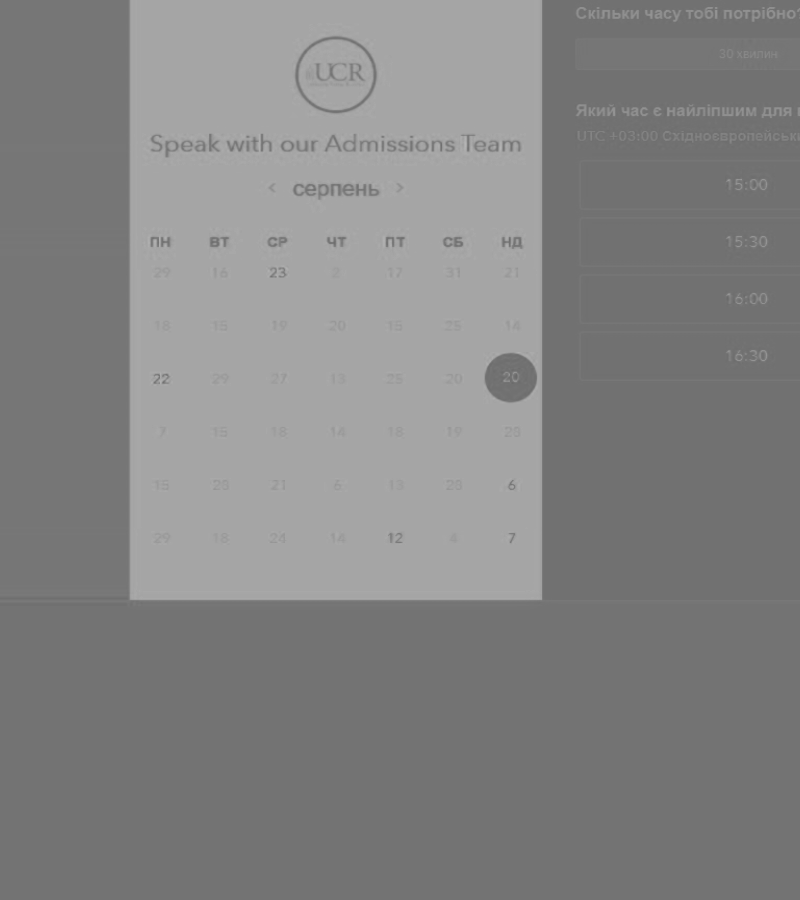 UCR
Speak with our Admissions Team
‹ серпень ›
ПН ВТ СР ЧТ ПТ СБ НД
29 16 23 2 17 31 21
18 15 19 20 15 25 14
22 29 27 13 25 20 20
7 15 18 14 18 19 28
15 29 21 6 13 28 6
29 18 24 14 12 4 7
Скільки часу тобі потрібно?
30 хвилин
Який час є найліпшим для
UTC +03:00 Східноєвропейськ
15:00
15:30
16:00
16:30